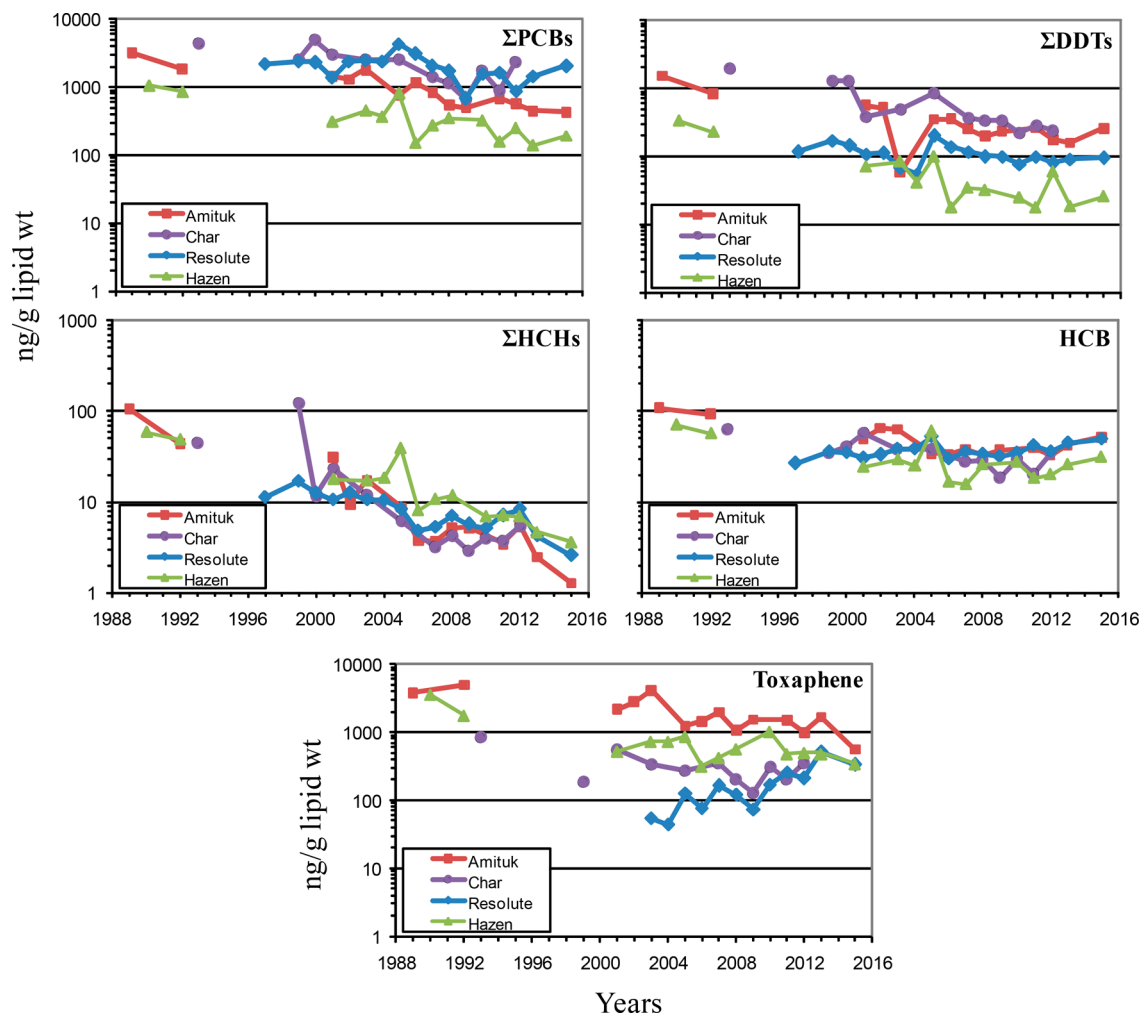 ng/g lipid wt
10000
1000
100
10
1
ΣPCBs
Amituk
Char
Resolute
Hazen
ΣDDTs
Amituk
Char
Resolute
Hazen
1000
100
10
1
ΣHCHs
Amituk
Char
Resolute
Hazen
1988 1992 1996 2000 2004 2008 2012 2016
HCB
Amituk
Char
Resolute
Hazen
1988 1992 1996 2000 2004 2008 2012 2016
ng/g lipid wt
10000
1000
100
10
1
Toxaphene
Amituk
Char
Resolute
Hazen
1988 1992 1996 2000 2004 2008 2012 2016
Years